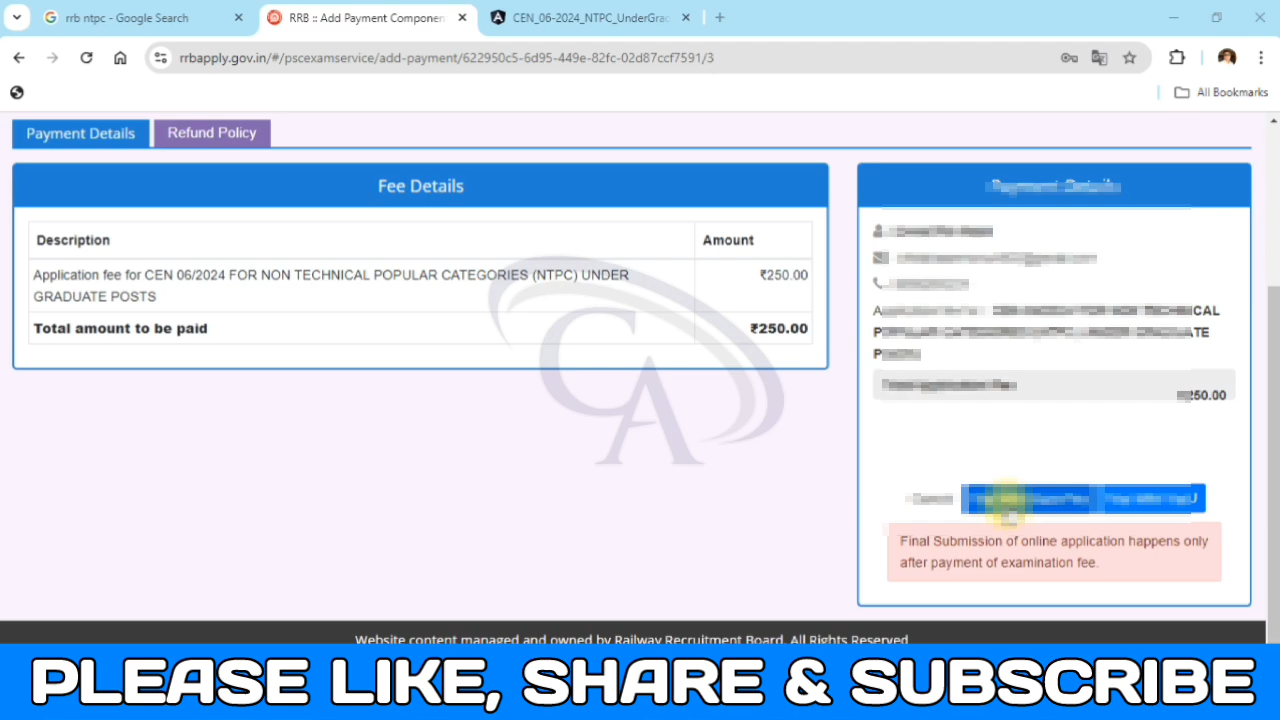 rrb ntpc - Google Search
RRB :: Add Payment Componen
CEN_06-2024_NTPC_UnderGrad
rrbapply.gov.in/#/pscexamservice/add-payment/622950c5-6d95-449e-82fc-02d87ccf7591/3
All Bookmarks
Payment Details
Refund Policy
Fee Details
Description Amount
Application fee for CEN 06/2024 FOR NON TECHNICAL POPULAR CATEGORIES (NTPC) UNDER ₹250.00
GRADUATE POSTS
Total amount to be paid ₹250.00
CA
Payment Details
₹250.00
Final Submission of online application happens only
after payment of examination fee.
Website content managed and owned by Railway Recruitment Board. All Rights Reserved
PLEASE LIKE, SHARE & SUBSCRIBE